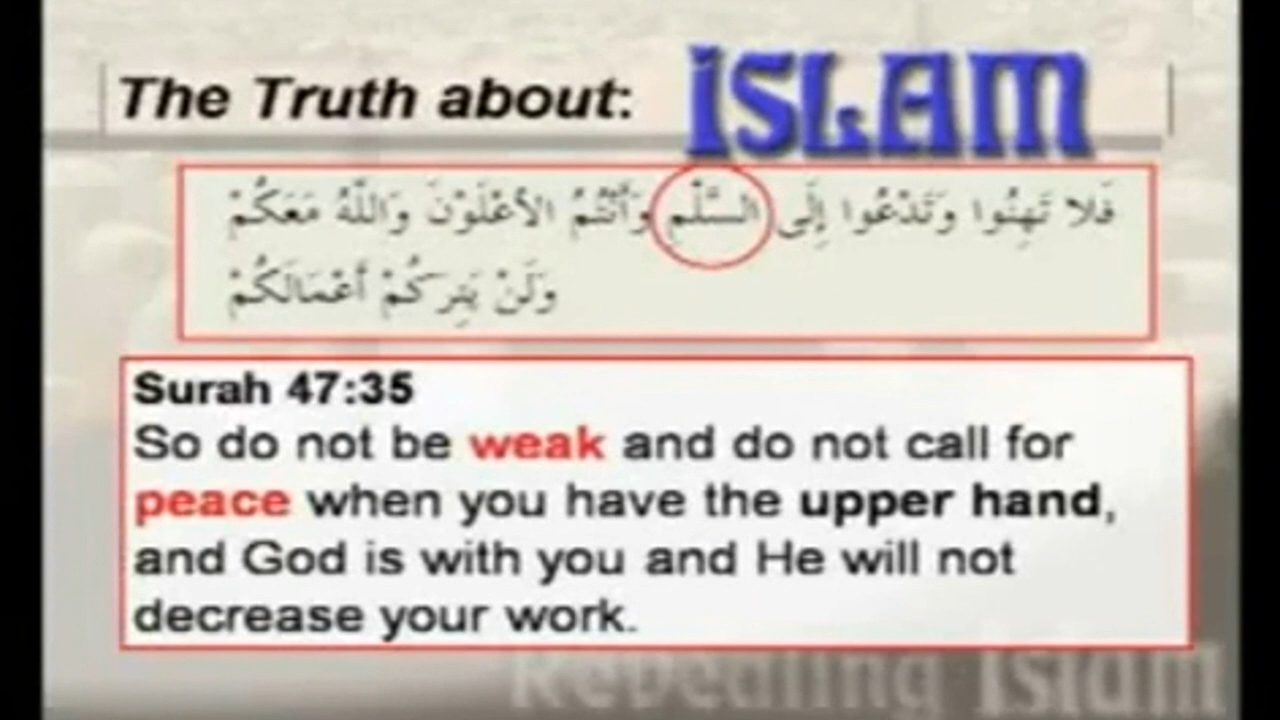 The Truth about: ISLAM
فَلا تَهِنُوا وَتَدْعُوا إِلَى السَّلْمِ وَأَنْتُمُ الأَعْلَوْنَ وَاللَّهُ مَعَكُمْ
وَلَنْ يَتِرَكُمْ أَعْمَالَكُمْ
Surah 47:35
So do not be weak and do not call for
peace when you have the upper hand,
and God is with you and He will not
decrease your work.
Revealing Islam